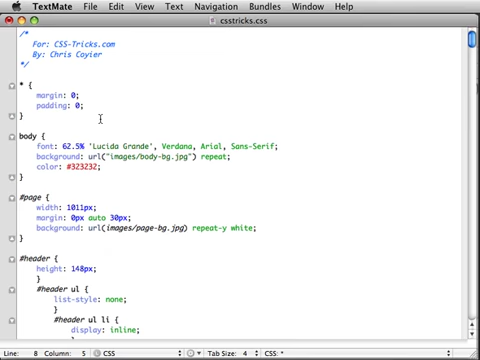 TextMate File Edit View Text Navigation Bundles Window Help
csstricks.css
/*
For: CSS-Tricks.com
By: Chris Coyier
*/
* {
margin: 0;
padding: 0;
}
body {
font: 62.5% 'Lucida Grande', Verdana, Arial, Sans-Serif;
background: url("images/body-bg.jpg") repeat;
color: #323232;
}
#page {
width: 1011px;
margin: 0px auto 30px;
background: url(images/page-bg.jpg) repeat-y white;
}
#header {
height: 148px;
}
#header ul {
list-style: none;
}
#header ul li {
display: inline;
}
Line: 8 Column: 5 CSS Tab Size: 4 CSS: *